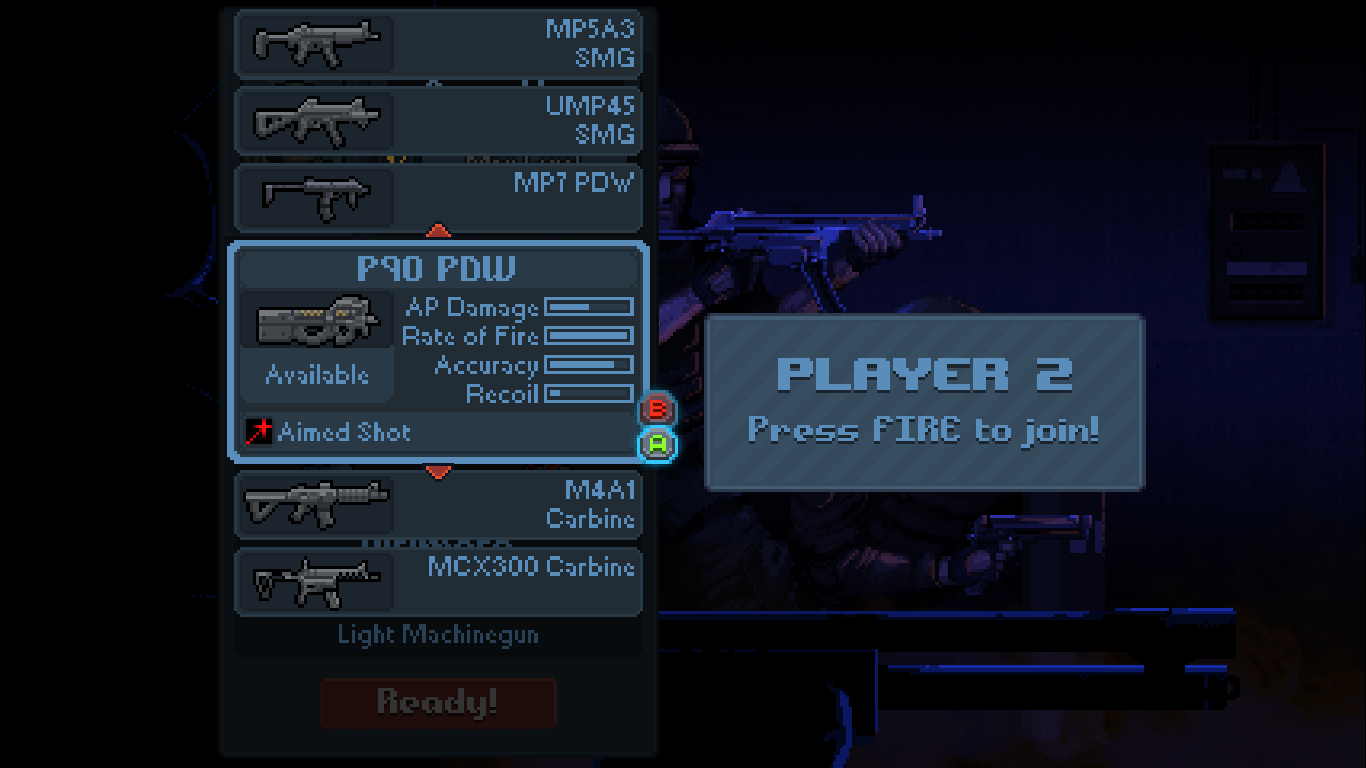 MP5A3
SMG
UMP45
SMG
MP7 PDW
P90 PDW
AP Damage
Rate of Fire
Accuracy
Recoil
Available
B
A
Aimed Shot
M4A1
Carbine
MCX300 Carbine
Light Machinegun
Ready!
PLAYER 2
Press FIRE to join!